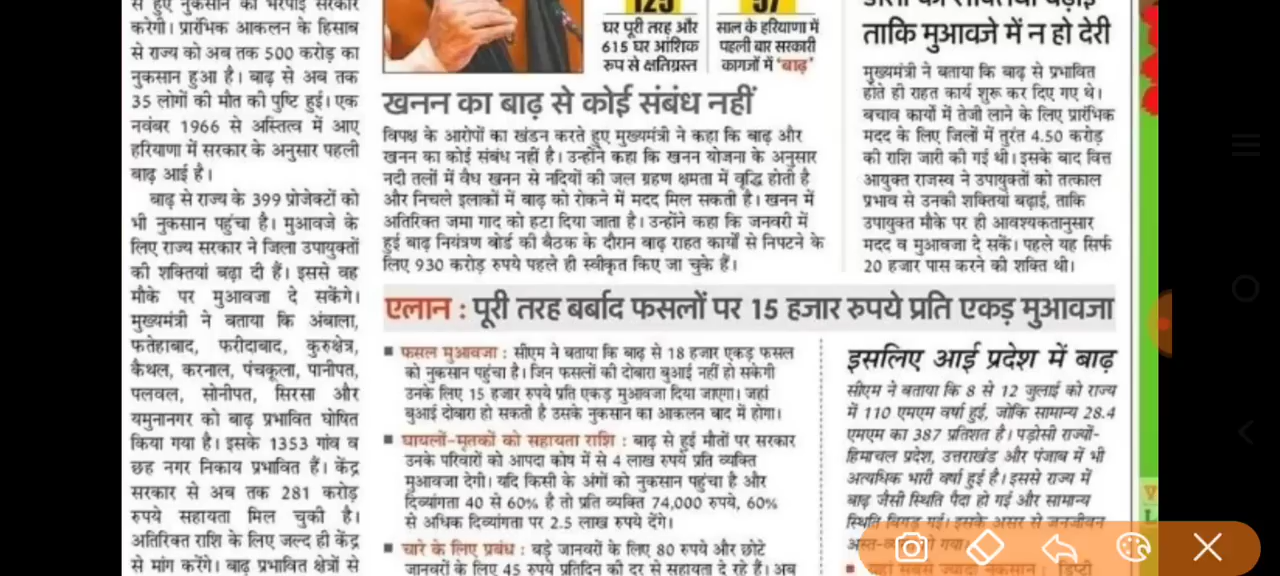 से हुए नुकसान की भरपाई सरकार
करेगी। प्रारंभिक आकलन के हिसाब
से राज्य को अब तक 500 करोड़ का
नुकसान हुआ है। बाढ़ से अब तक
35 लोगों की मौत की पुष्टि हुई। एक
नवंबर 1966 से अस्तित्व में आए
हरियाणा में सरकार के अनुसार पहली
बाढ़ आई है।
बाढ़ से राज्य के 399 प्रोजेक्टों को
भी नुकसान पहुंचा है। मुआवजे के
लिए राज्य सरकार ने जिला उपायुक्तों
की शक्तियां बढ़ा दी हैं। इससे वह
मौके पर मुआवजा दे सकेंगे।
मुख्यमंत्री ने बताया कि अंबाला,
फतेहाबाद, फरीदाबाद, कुरुक्षेत्र,
कैथल, करनाल, पंचकूला, पानीपत,
पलवल, सोनीपत, सिरसा और
यमुनानगर को बाढ़ प्रभावित घोषित
किया गया है। इसके 1353 गांव व
छह नगर निकाय प्रभावित हैं। केंद्र
सरकार से अब तक 281 करोड़
रुपये सहायता मिल चुकी है।
अतिरिक्त राशि के लिए जल्द ही केंद्र
से मांग करेंगे। बाढ़ प्रभावित क्षेत्रों से
125
घर पूरी तरह और
615 घर आंशिक
रूप से क्षतिग्रस्त
57
साल के हरियाणा में
पहली बार सरकारी
कागजों में 'बाढ़'
खनन का बाढ़ से कोई संबंध नहीं
विपक्ष के आरोपों का खंडन करते हुए मुख्यमंत्री ने कहा कि बाढ़ और
खनन का कोई संबंध नहीं है। उन्होंने कहा कि खनन योजना के अनुसार
नदी तलों में वैध खनन से नदियों की जल ग्रहण क्षमता में वृद्धि होती है
और निचले इलाकों में बाढ़ को रोकने में मदद मिल सकती है। खनन में
अतिरिक्त जमा गाद को हटा दिया जाता है। उन्होंने कहा कि जनवरी में
हुई बाढ़ नियंत्रण बोर्ड की बैठक के दौरान बाढ़ राहत कार्यों से निपटने के
लिए 930 करोड़ रुपये पहले ही स्वीकृत किए जा चुके हैं।
ताकि मुआवजे में न हो देरी
मुख्यमंत्री ने बताया कि बाढ़ से प्रभावित
होते ही राहत कार्य शुरू कर दिए गए थे।
बचाव कार्यों में तेजी लाने के लिए प्रारंभिक
मदद के लिए जिलों में तुरंत 4.50 करोड़
की राशि जारी की गई थी। इसके बाद वित्त
आयुक्त राजस्व ने उपायुक्तों को तत्काल
प्रभाव से उनकी शक्तियां बढ़ाई, ताकि
उपायुक्त मौके पर ही आवश्यकतानुसार
मदद व मुआवजा दे सकें। पहले यह सिर्फ
20 हजार पास करने की शक्ति थी।
एलान : पूरी तरह बर्बाद फसलों पर 15 हजार रुपये प्रति एकड़ मुआवजा
■ फसल मुआवजा : सीएम ने बताया कि बाढ़ से 18 हजार एकड़ फसल
को नुकसान पहुंचा है। जिन फसलों की दोबारा बुआई नहीं हो सकेगी
उनके लिए 15 हजार रुपये प्रति एकड़ मुआवजा दिया जाएगा। जहां
बुआई दोबारा हो सकती है उसके नुकसान का आकलन बाद में होगा।
■ घायलों-मृतकों को सहायता राशि : बाढ़ से हुई मौतों पर सरकार
उनके परिवारों को आपदा कोष में से 4 लाख रुपये प्रति व्यक्ति
मुआवजा देगी। यदि किसी के अंगों को नुकसान पहुंचा है और
दिव्यांगता 40 से 60% है तो प्रति व्यक्ति 74,000 रुपये, 60%
से अधिक दिव्यांगता पर 2.5 लाख रुपये देंगे।
■ चारे के लिए प्रबंध : बड़े जानवरों के लिए 80 रुपये और छोटे
जानवरों के लिए 45 रुपये प्रतिदिन की दर से सहायता दे रहे हैं। अब
इसलिए आई प्रदेश में बाढ़
सीएम ने बताया कि 8 से 12 जुलाई को राज्य
में 110 एमएम वर्षा हुई, जोकि सामान्य 28.4
एमएम का 387 प्रतिशत है। पड़ोसी राज्यों-
हिमाचल प्रदेश, उत्तराखंड और पंजाब में भी
अत्यधिक भारी वर्षा हुई है। इससे राज्य में
बाढ़ जैसी स्थिति पैदा हो गई और सामान्य
स्थिति बिगड़ गई। इसके असर से जनजीवन